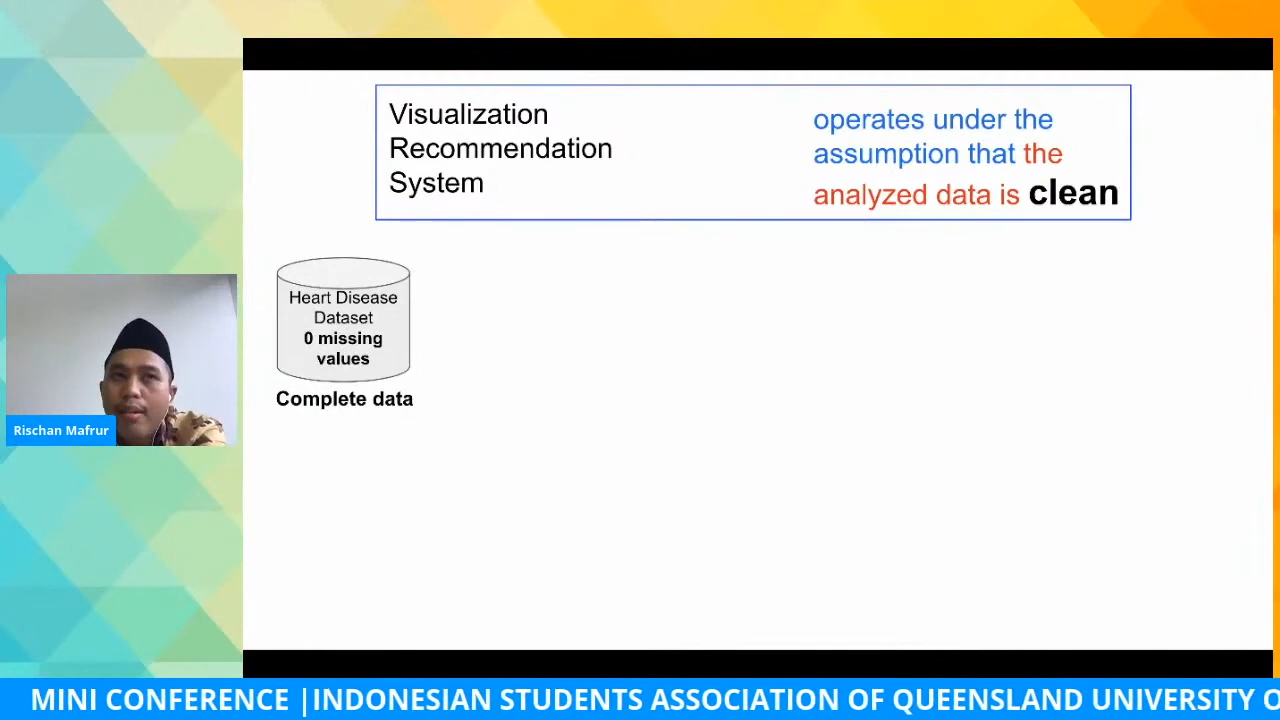 Visualization
Recommendation
System
operates under the
assumption that the
analyzed data is clean
Heart Disease
Dataset
0 missing
values
Complete data
Rischan Mafrur
MINI CONFERENCE |INDONESIAN STUDENTS ASSOCIATION OF QUEENSLAND UNIVERSITY O